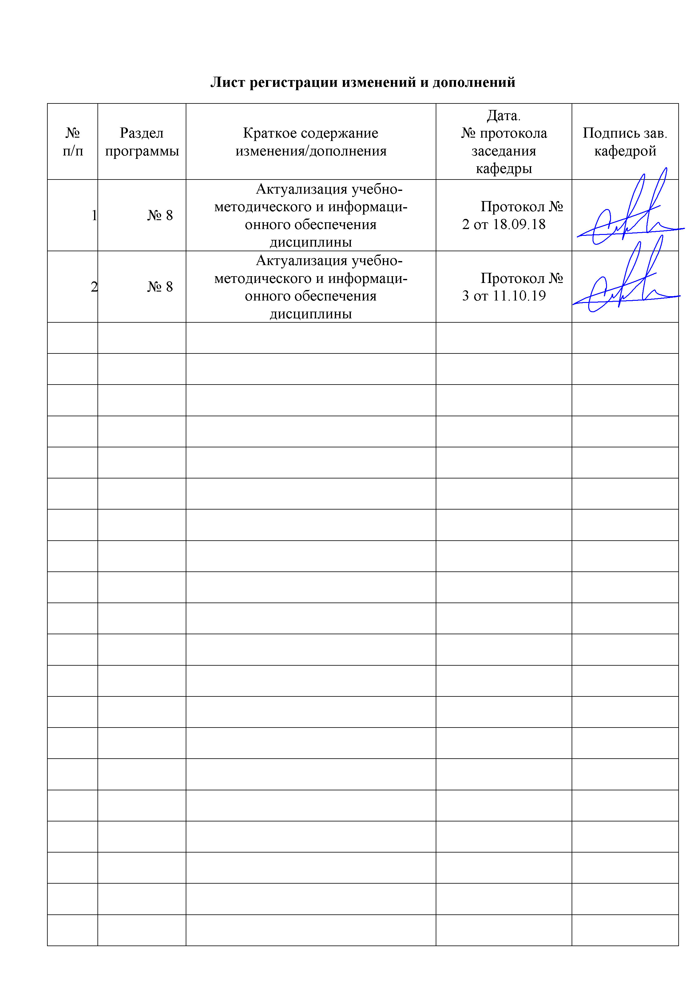 Лист регистрации изменений и дополнений
№
п/п
Раздел
программы
Краткое содержание
изменения/дополнения
Дата.
№ протокола
заседания
кафедры
Подпись зав.
кафедрой
1
№ 8
Актуализация учебно-
методического и информаци-
онного обеспечения
дисциплины
Протокол №
2 от 18.09.18
2
№ 8
Актуализация учебно-
методического и информаци-
онного обеспечения
дисциплины
Протокол №
3 от 11.10.19